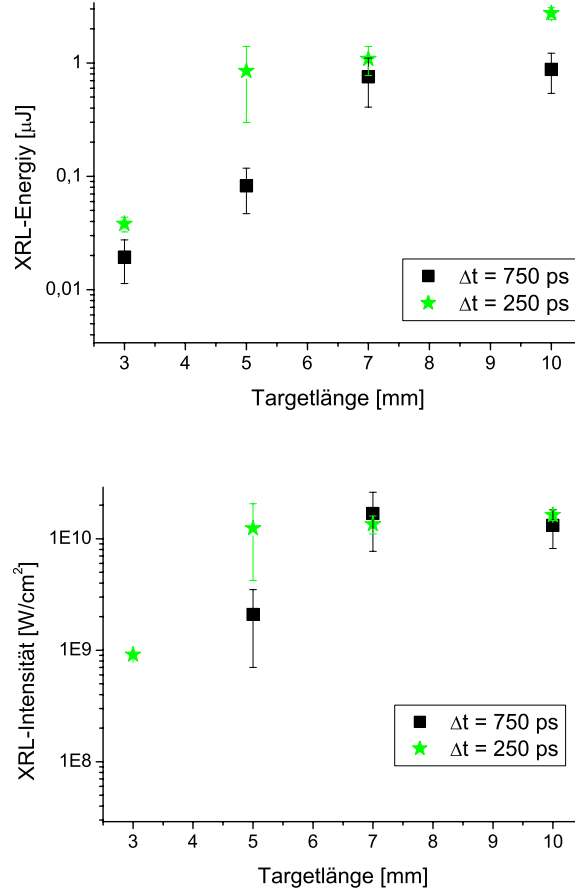 XRL-Energiy [µJ]
1
0,1
0,01
Δt = 750 ps
Δt = 250 ps
3 4 5 6 7 8 9 10
Targetlänge [mm]
XRL-Intensität [W/cm²]
1E10
1E9
1E8
Δt = 750 ps
Δt = 250 ps
3 4 5 6 7 8 9 10
Targetlänge [mm]